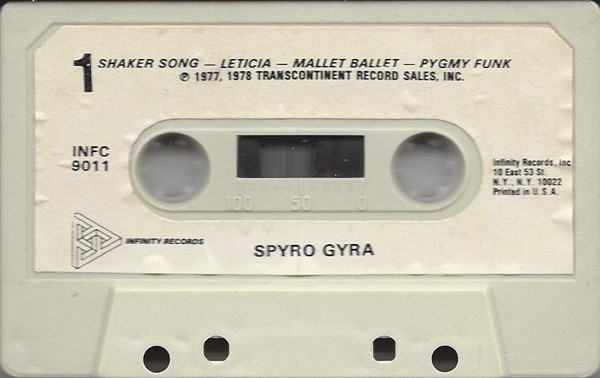 1
SHAKER SONG — LETICIA — MALLET BALLET — PYGMY FUNK
℗ 1977, 1978 TRANSCONTINENT RECORD SALES, INC.
INFC
9011
Infinity Records, Inc
10 East 53 St.
N.Y., N.Y. 10022
Printed in U.S.A.
100 50 0
INFINITY RECORDS
SPYRO GYRA